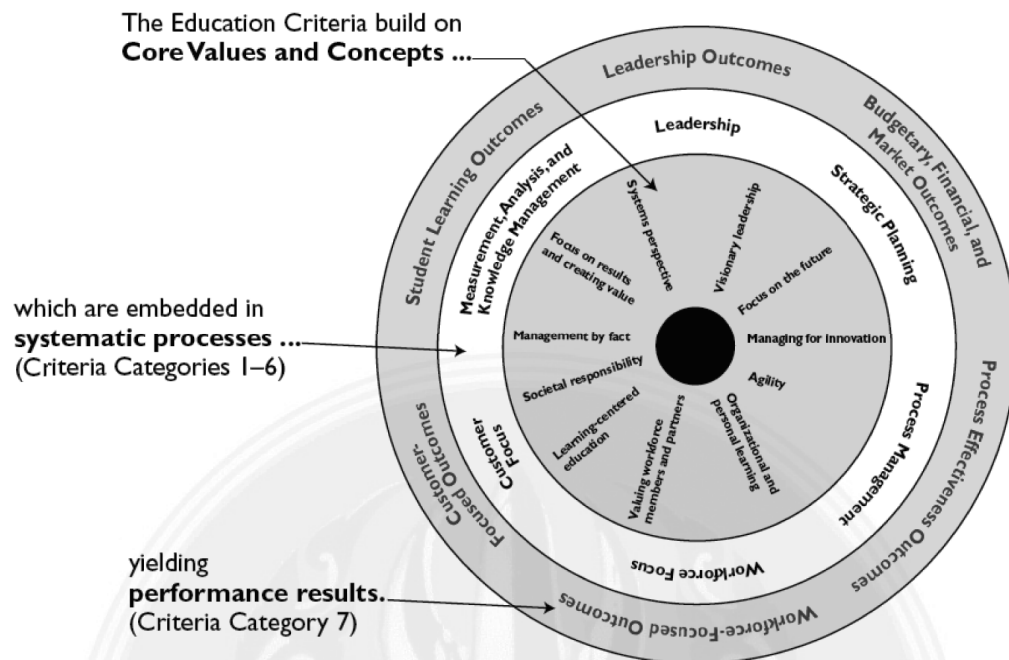 The Education Criteria build on
Core Values and Concepts ...
which are embedded in
systematic processes ...
(Criteria Categories 1–6)
yielding
performance results.
(Criteria Category 7)
Leadership Outcomes
Budgetary, Financial, and
Market Outcomes
Process Effectiveness Outcomes
Workforce-Focused Outcomes
Customer-
Focused Outcomes
Student Learning Outcomes
Leadership
Strategic Planning
Process Management
Workforce Focus
Customer
Focus
Measurement, Analysis, and
Knowledge Management
Systems
perspective
Visionary leadership
Focus on the future
Managing for innovation
Agility
Organizational and
personal learning
Valuing workforce
members and partners
Learning-centered
education
Societal responsibility
Management by fact
Focus on results
and creating value